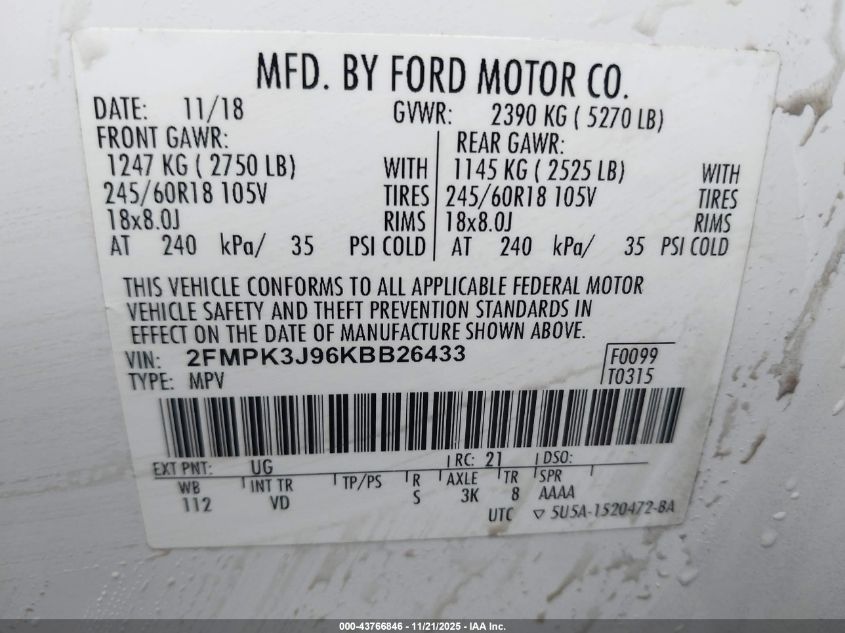 MFD. BY FORD MOTOR CO.
DATE: 11/18 GVWR: 2390 KG ( 5270 LB)
FRONT GAWR: REAR GAWR:
1247 KG ( 2750 LB) WITH 1145 KG ( 2525 LB) WITH
245/60R18 105V TIRES 245/60R18 105V TIRES
18x8.0J RIMS 18x8.0J RIMS
AT 240 kPa/ 35 PSI COLD AT 240 kPa/ 35 PSI COLD
THIS VEHICLE CONFORMS TO ALL APPLICABLE FEDERAL MOTOR
VEHICLE SAFETY AND THEFT PREVENTION STANDARDS IN
EFFECT ON THE DATE OF MANUFACTURE SHOWN ABOVE.
VIN: 2FMPK3J96KBB26433 F0099
TYPE: MPV T0315
EXT PNT: UG RC: 21 DSO:
WB INT TR TP/PS R AXLE TR SPR
112 VD S 3K 8 AAAA
UTC ▽ 5U5A-1520472-BA
000-43766846 - 11/21/2025 - IAA Inc.